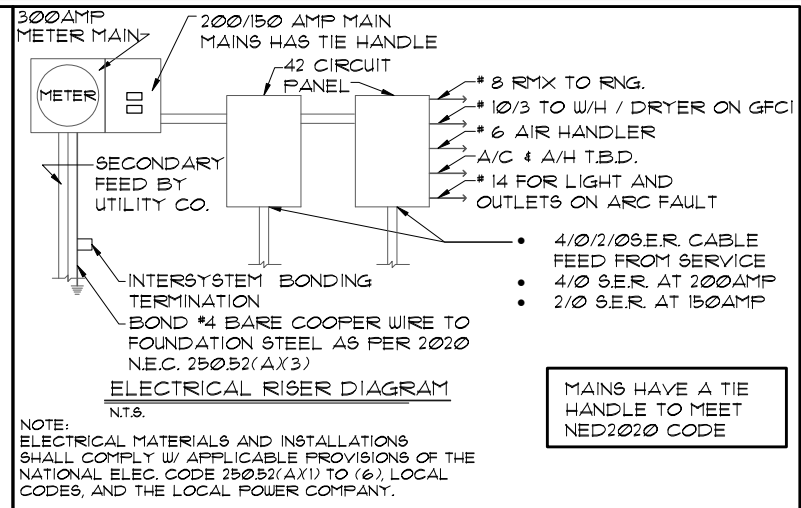 300AMP
METER MAIN
200/150 AMP MAIN
MAINS HAS TIE HANDLE
42 CIRCUIT
PANEL
METER
# 8 RMX TO RNG.
# 10/3 TO W/H / DRYER ON GFCI
# 6 AIR HANDLER
A/C & A/H T.B.D.
# 14 FOR LIGHT AND
OUTLETS ON ARC FAULT
SECONDARY
FEED BY
UTILITY CO.
• 4/0/2/0S.E.R. CABLE
FEED FROM SERVICE
• 4/0 S.E.R. AT 200AMP
• 2/0 S.E.R. AT 150AMP
INTERSYSTEM BONDING
TERMINATION
BOND #4 BARE COOPER WIRE TO
FOUNDATION STEEL AS PER 2020
N.E.C. 250.52(A)(3)
ELECTRICAL RISER DIAGRAM
N.T.S.
MAINS HAVE A TIE
HANDLE TO MEET
NED2020 CODE
NOTE:
ELECTRICAL MATERIALS AND INSTALLATIONS
SHALL COMPLY W/ APPLICABLE PROVISIONS OF THE
NATIONAL ELEC. CODE 250.52(A)(1) TO (6), LOCAL
CODES, AND THE LOCAL POWER COMPANY.